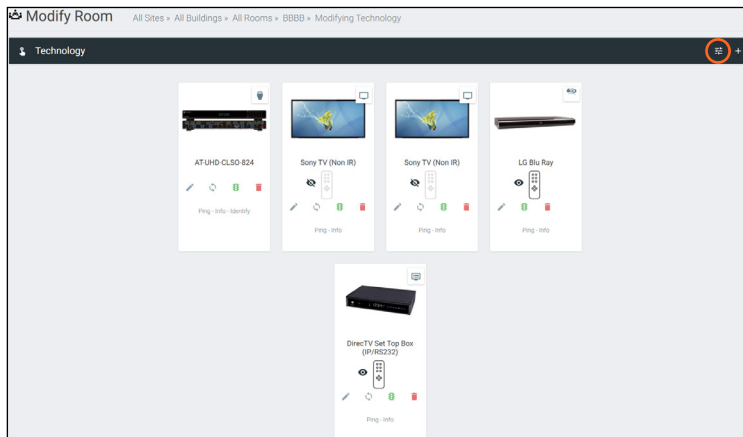 Modify Room
All Sites » All Buildings » All Rooms » BBBB » Modifying Technology
Technology
AT-UHD-CLSO-824
Ping - Info - Identify
Sony TV (Non IR)
Ping - Info
Sony TV (Non IR)
Ping - Info
LG Blu Ray
Ping - Info
DirecTV Set Top Box
(IP/RS232)
Ping - Info